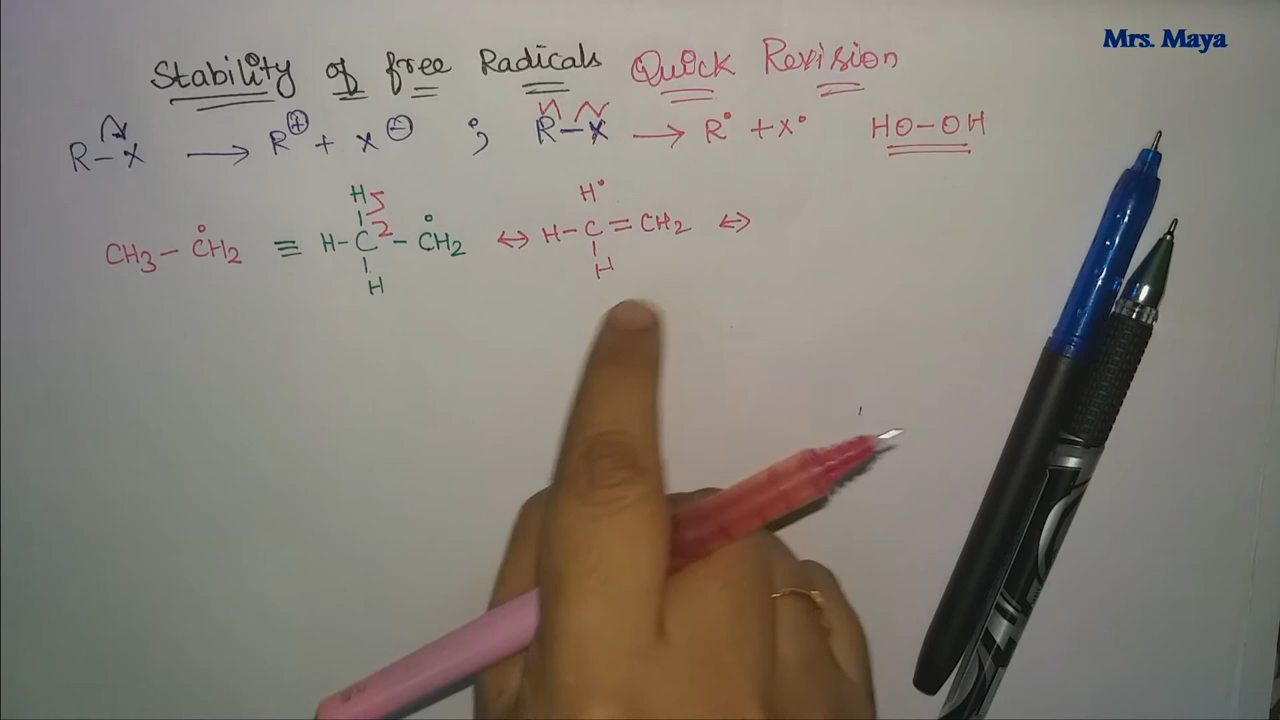 Mrs. Maya
Stability of free Radicals Quick Revision
R-X → R⊕ + X⊖ ; R-X → R• + X• HO-OH
H H•
CH3-ĊH2 ≡ H-C-ĊH2 ↔ H-C=CH2 ↔
H H